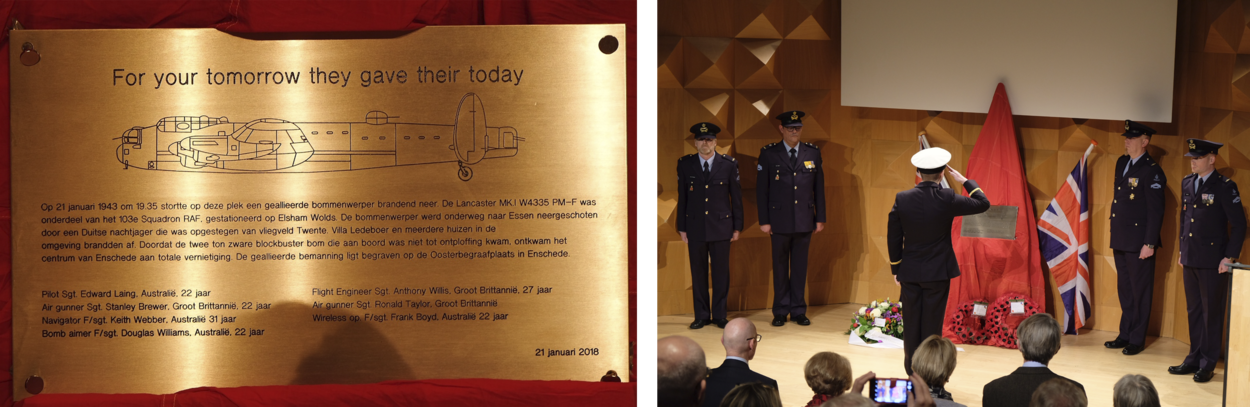 For your tomorrow they gave their today
Op 21 januari 1943 om 19.35 stortte op deze plek een geallieerde bommenwerper brandend neer. De Lancaster MK.I W4335 PM-F was
onderdeel van het 103e Squadron RAF, gestationeerd op Elsham Wolds. De bommenwerper werd onderweg naar Essen neergeschoten
door een Duitse nachtjager die was opgestegen van vliegveld Twente. Villa Ledeboer en meerdere huizen in de
omgeving brandden af. Doordat de twee ton zware blockbuster bom die aan boord was niet tot ontploffing kwam, ontkwam het
centrum van Enschede aan totale vernietiging. De geallieerde bemanning ligt begraven op de Oosterbegraafplaats in Enschede.
Pilot Sgt. Edward Laing, Australië, 22 jaar
Air gunner Sgt. Stanley Brewer, Groot Brittannië, 22 jaar
Navigator F/sgt. Keith Webber, Australië 31 jaar
Bomb aimer F/sgt. Douglas Williams, Australië, 22 jaar
Flight Engineer Sgt. Anthony Willis, Groot Brittannië, 27 jaar
Air gunner Sgt. Ronald Taylor, Groot Brittannië
Wireless op. F/sgt. Frank Boyd, Australië 22 jaar
21 januari 2018